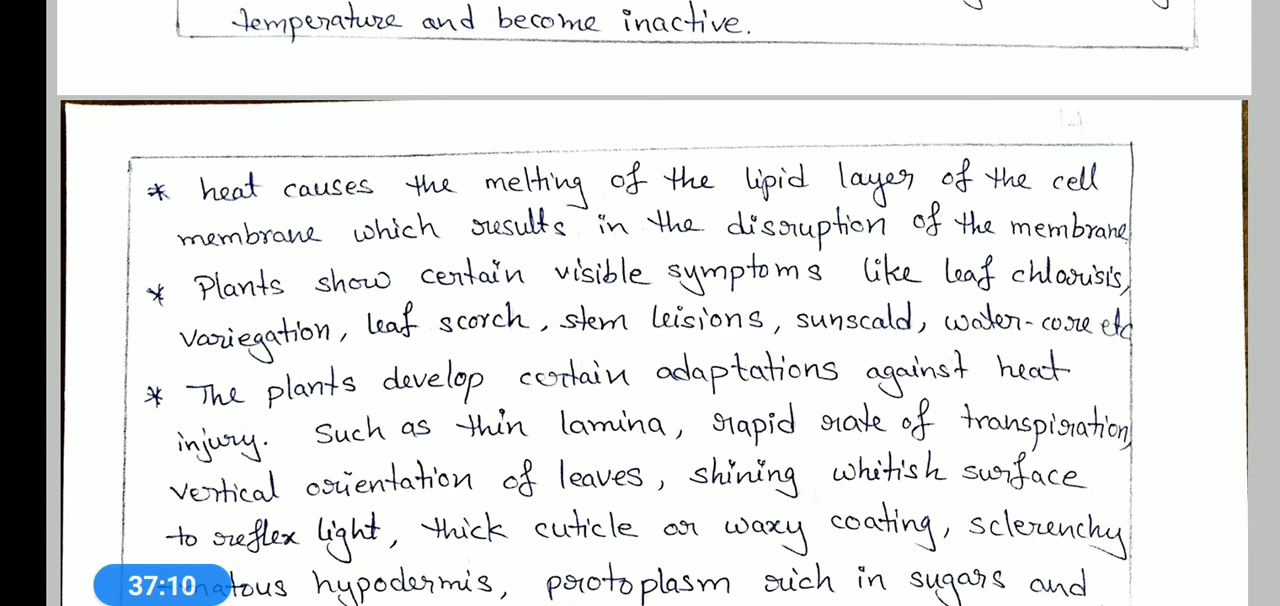 temperature and become inactive.
14
* heat causes the melting of the lipid layer of the cell
membrane which results in the disruption of the membrane
* Plants show certain visible symptoms like leaf chlorisis,
variegation, leaf scorch, stem leisions, sunscald, water-core etc
* The plants develop certain adaptations against heat
injury. Such as thin lamina, rapid rate of transpiration,
vertical orientation of leaves, shining whitish surface
to reflex light, thick cuticle or waxy coating, sclerenchy
37:10 matous hypodermis, protoplasm rich in sugars and